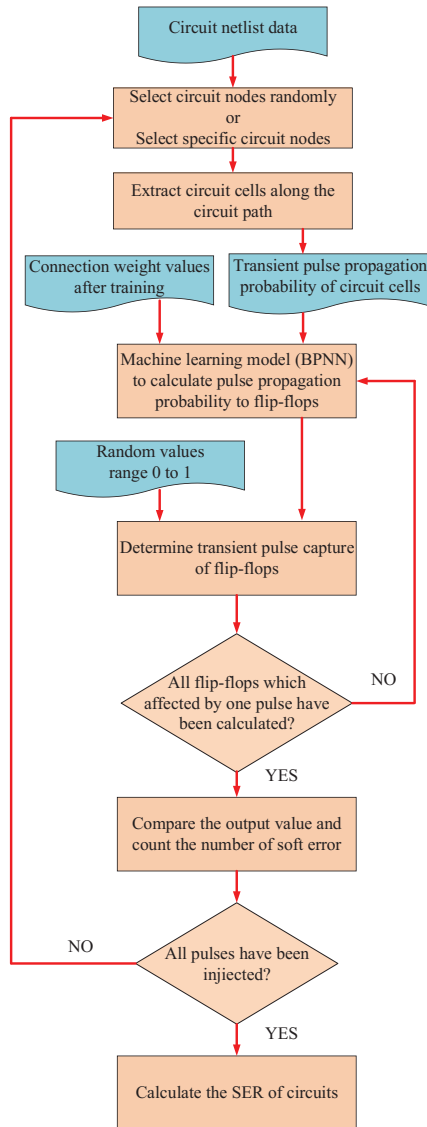 Circuit netlist data
Select circuit nodes randomly
or
Select specific circuit nodes
Extract circuit cells along the
circuit path
Connection weight values
after training
Transient pulse propagation
probability of circuit cells
Machine learning model (BPNN)
to calculate pulse propagation
probability to flip-flops
Random values
range 0 to 1
Determine transient pulse capture
of flip-flops
All flip-flops which
affected by one pulse have
been calculated?
NO
YES
Compare the output value and
count the number of soft error
NO
All pulses have been
injiected?
YES
Calculate the SER of circuits